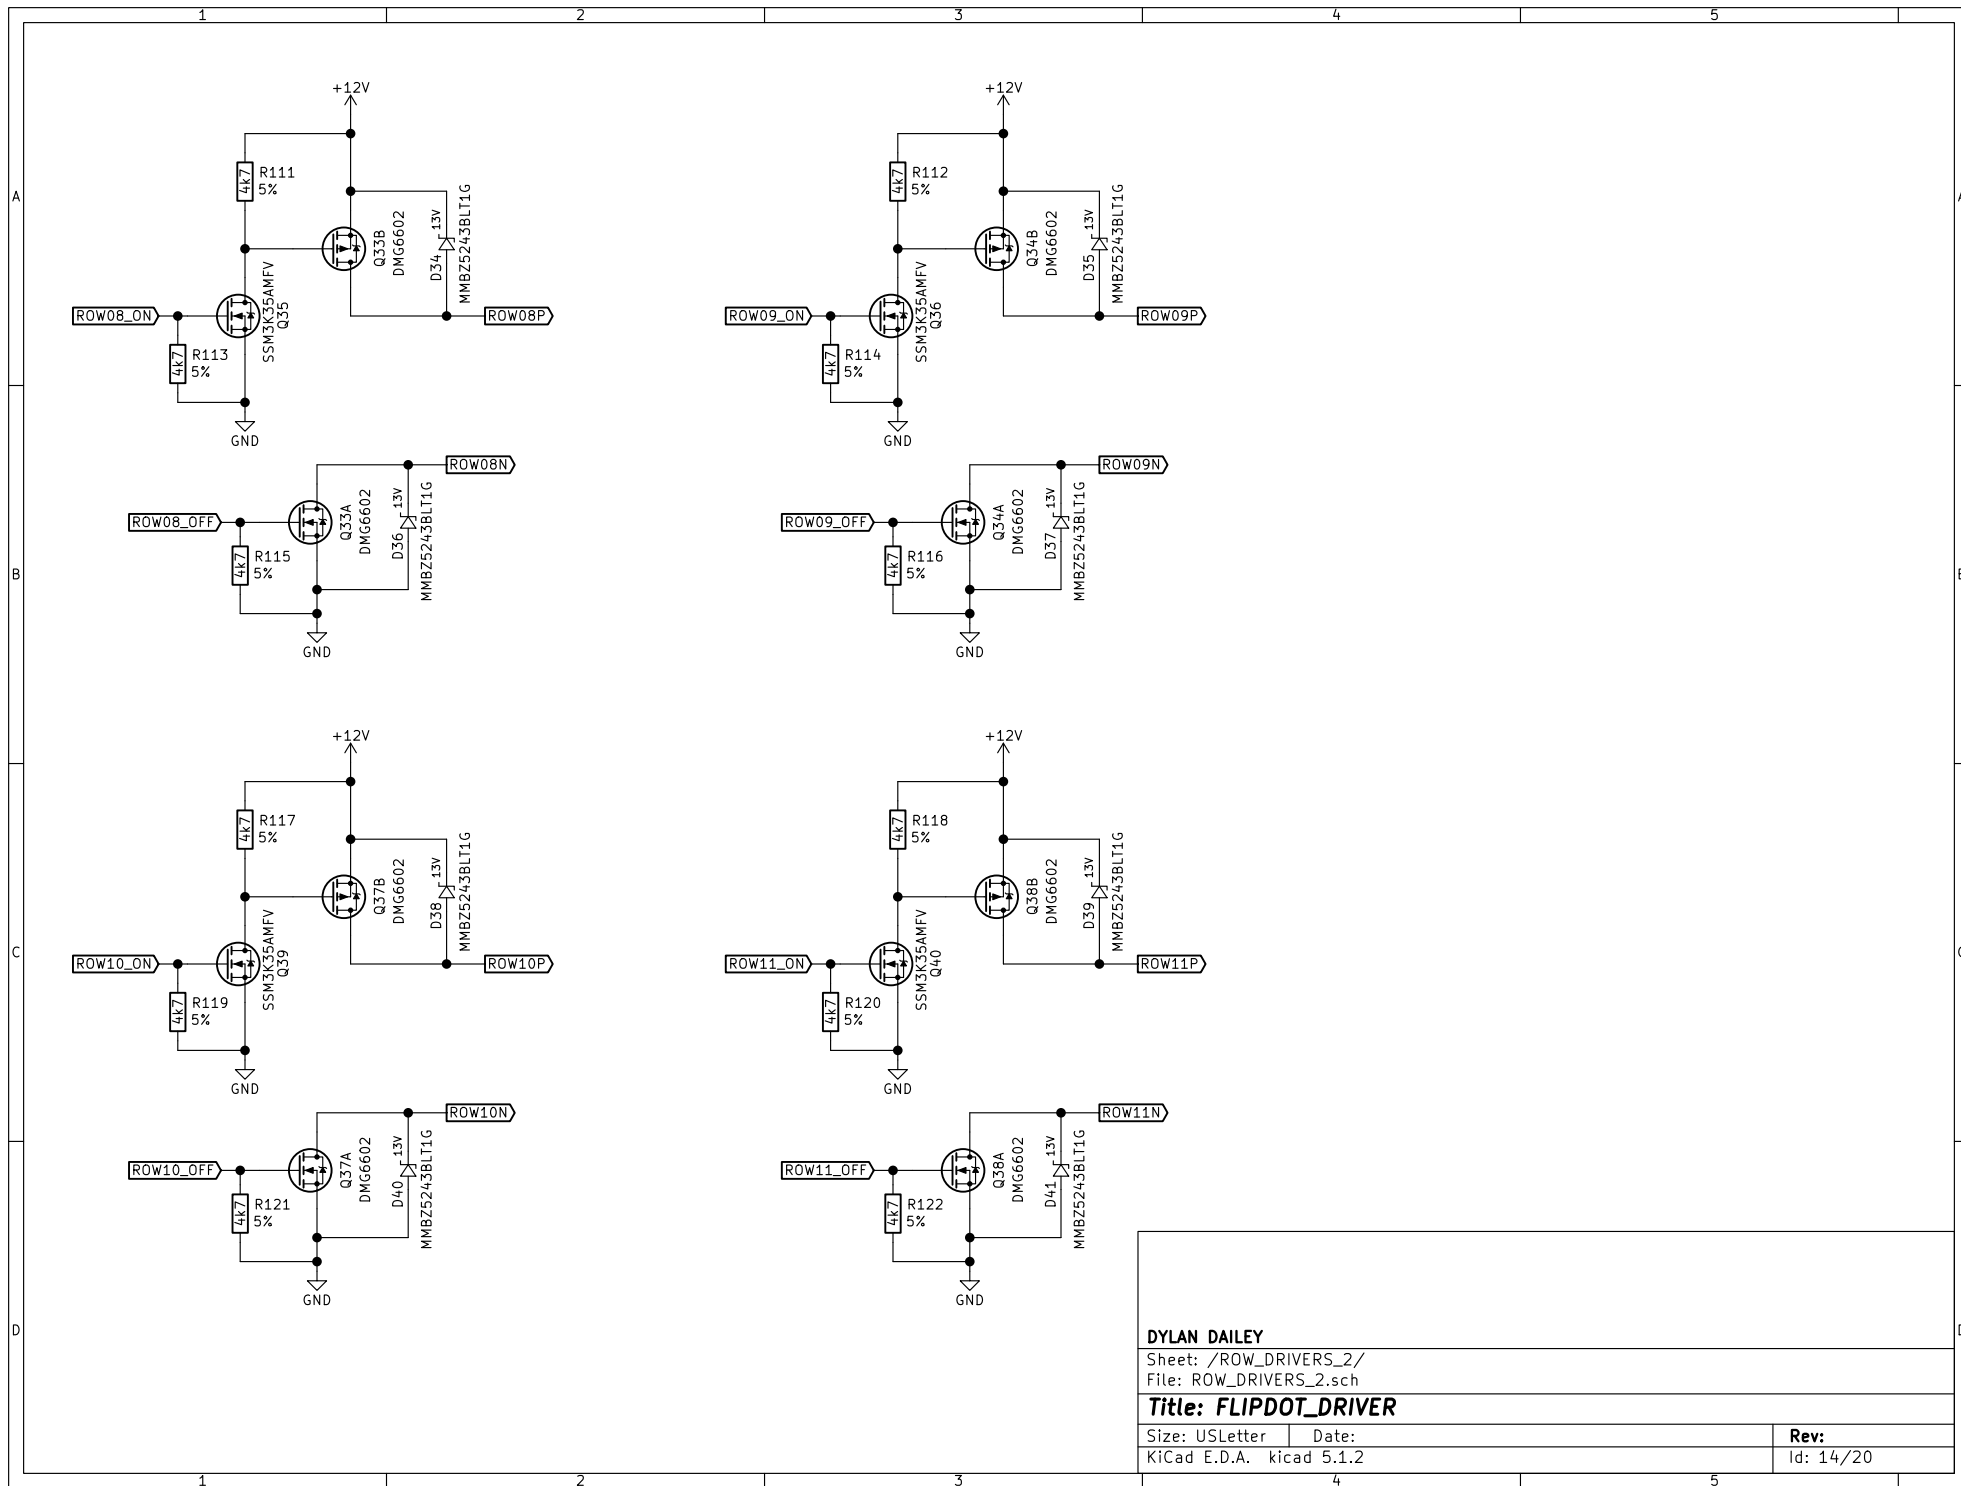 1 2 3 4 5
A
B
C
D
+12V
4k7
R111
5%
13V
D34
MMBZ5243BLT1G
Q33B
DMG6602
SSM3K35AMFV
Q35
ROW08_ON
ROW08P
4k7
R113
5%
GND
ROW08N
ROW08_OFF
Q33A
DMG6602
13V
D36
MMBZ5243BLT1G
4k7
R115
5%
GND
+12V
4k7
R112
5%
13V
D35
MMBZ5243BLT1G
Q34B
DMG6602
SSM3K35AMFV
Q36
ROW09_ON
ROW09P
4k7
R114
5%
GND
ROW09N
ROW09_OFF
Q34A
DMG6602
13V
D37
MMBZ5243BLT1G
4k7
R116
5%
GND
+12V
4k7
R117
5%
13V
D38
MMBZ5243BLT1G
Q37B
DMG6602
SSM3K35AMFV
Q39
ROW10_ON
ROW10P
4k7
R119
5%
GND
ROW10N
ROW10_OFF
Q37A
DMG6602
13V
D40
MMBZ5243BLT1G
4k7
R121
5%
GND
+12V
4k7
R118
5%
13V
D39
MMBZ5243BLT1G
Q38B
DMG6602
SSM3K35AMFV
Q40
ROW11_ON
ROW11P
4k7
R120
5%
GND
ROW11N
ROW11_OFF
Q38A
DMG6602
13V
D41
MMBZ5243BLT1G
4k7
R122
5%
GND
DYLAN DAILEY
Sheet: /ROW_DRIVERS_2/
File: ROW_DRIVERS_2.sch
Title: FLIPDOT_DRIVER
Size: USLetter Date: Rev:
KiCad E.D.A. kicad 5.1.2 Id: 14/20
1 2 3 4 5